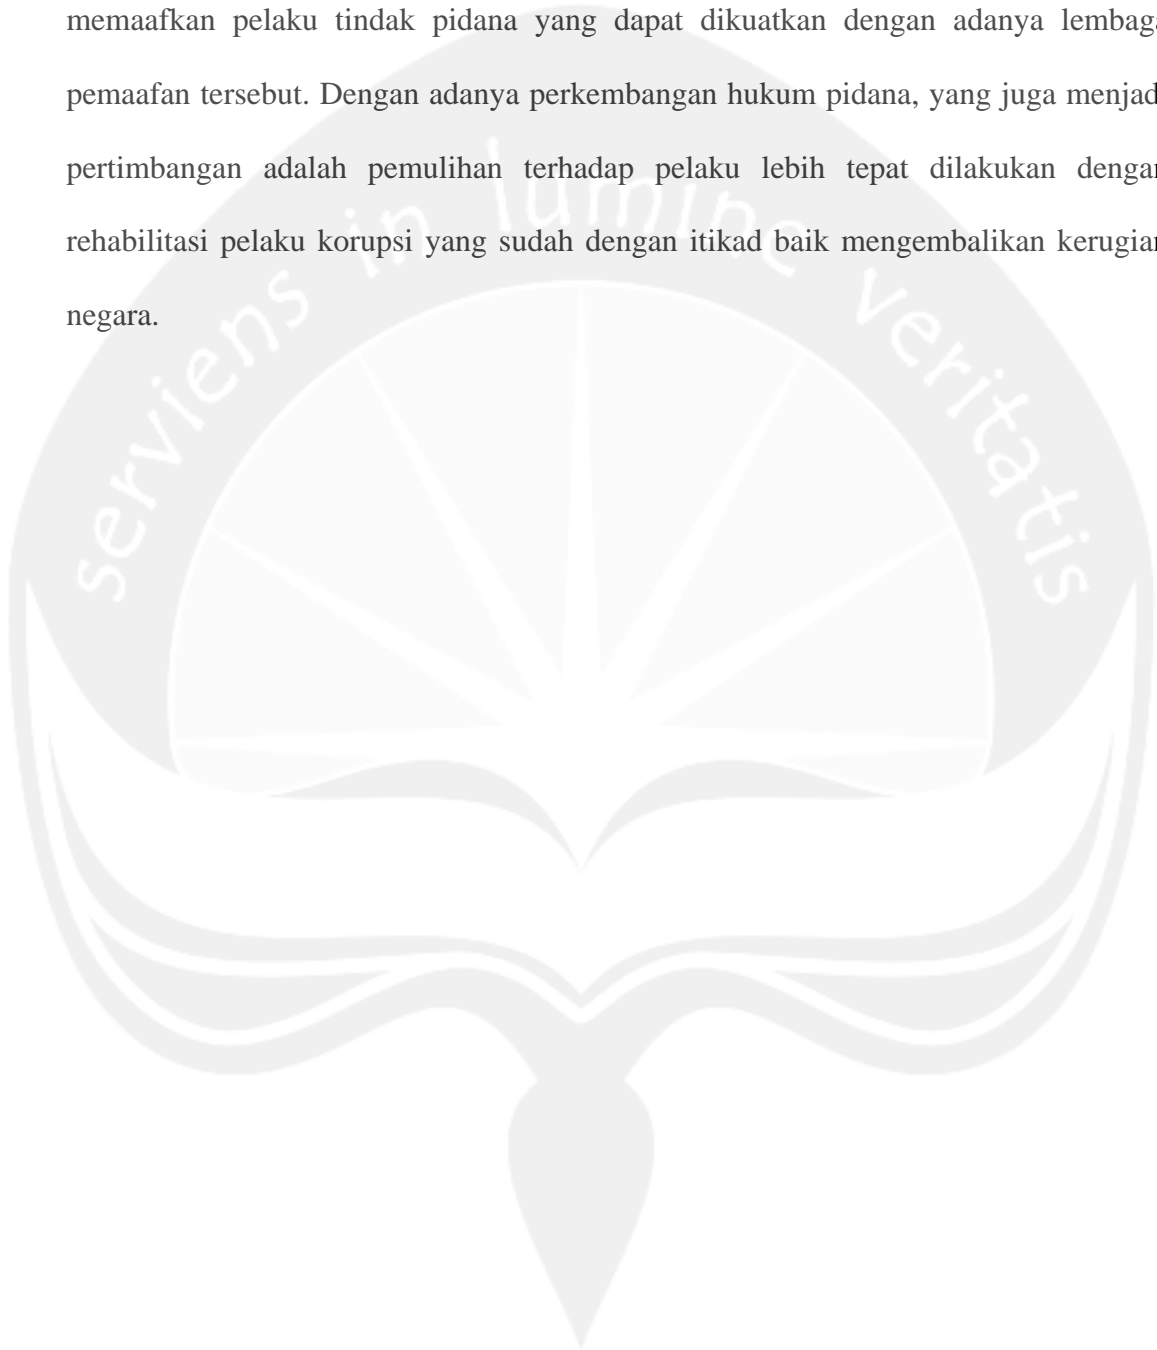 memaafkan pelaku tindak pidana yang dapat dikuatkan dengan adanya lembaga
pemaafan tersebut. Dengan adanya perkembangan hukum pidana, yang juga menjad
pertimbangan adalah pemulihan terhadap pelaku lebih tepat dilakukan dengan
rehabilitasi pelaku korupsi yang sudah dengan itikad baik mengembalikan kerugian
negara.
serviens in lumine veritatis